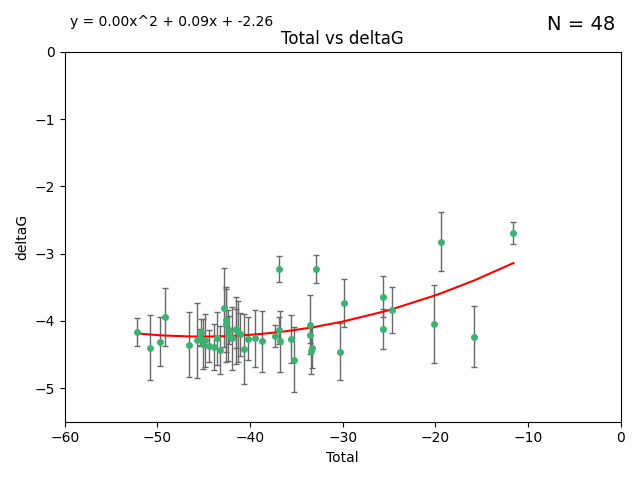 y = 0.00x^2 + 0.09x + -2.26
N = 48
Total vs deltaG
0
−1
−2
−3
−4
−5
deltaG
−60 −50 −40 −30 −20 −10 0
Total